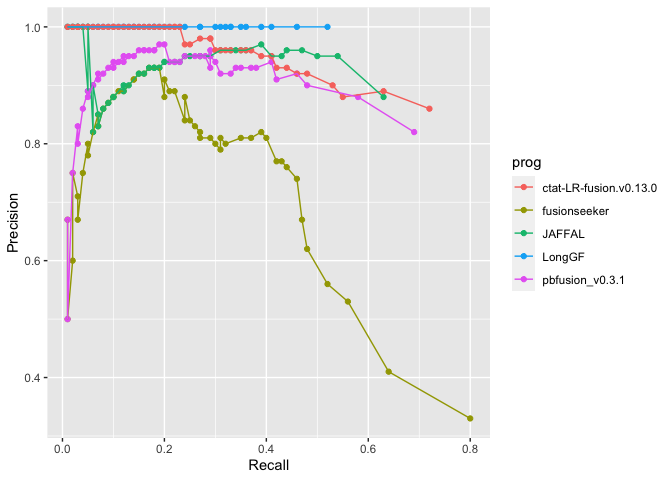 1.0
0.8
0.6
0.4
Precision
0.0
0.2
0.4
0.6
0.8
Recall
prog
ctat-LR-fusion.v0.13.0
fusionseeker
JAFFAL
LongGF
pbfusion_v0.3.1